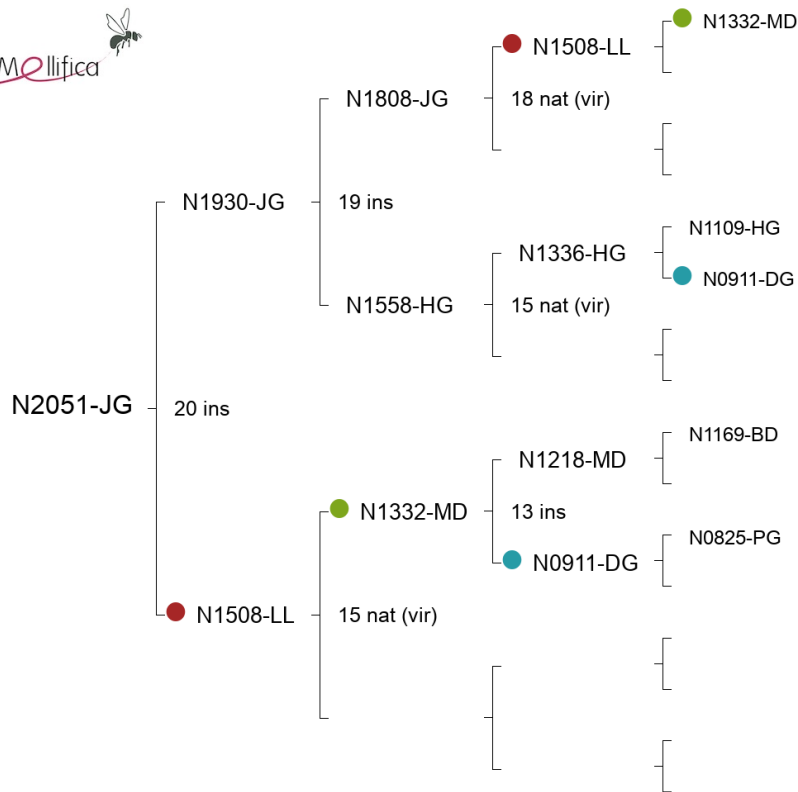 Mellifica
N1332-MD
N1508-LL
N1808-JG
18 nat (vir)
N1930-JG
19 ins
N1109-HG
N1336-HG
N0911-DG
N1558-HG
15 nat (vir)
N2051-JG
20 ins
N1169-BD
N1218-MD
N1332-MD
13 ins
N0825-PG
N0911-DG
N1508-LL
15 nat (vir)